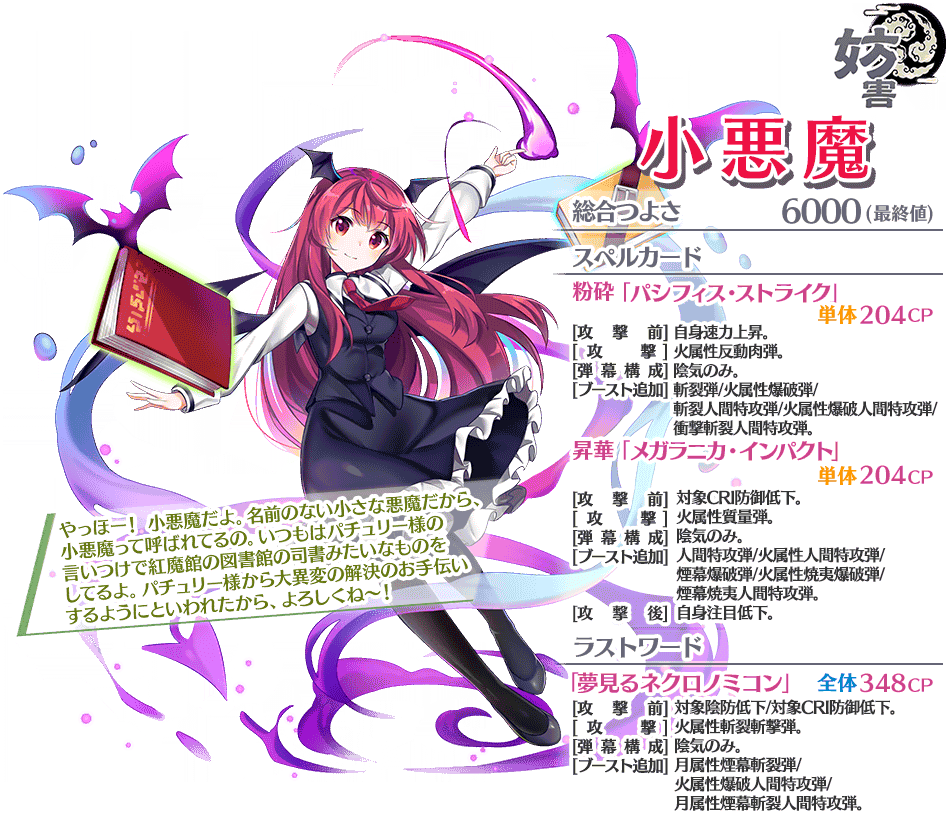 妨害
小悪魔
総合つよさ 6000(最終値)
スペルカード
粉砕「パシフィス・ストライク」
単体204CP
[攻撃前]自身速力上昇。
[攻撃]火属性反動肉弾。
[弾幕構成]陰気のみ。
[ブースト追加]斬裂弾/火属性爆破弾/
斬裂人間特攻弾/火属性爆破人間特攻弾/
衝撃斬裂人間特攻弾。
昇華「メガラニカ・インパクト」
単体204CP
[攻撃前]対象CRI防御低下。
[攻撃]火属性質量弾。
[弾幕構成]陰気のみ。
[ブースト追加]人間特攻弾/火属性人間特攻弾/
煙幕爆破弾/火属性焼夷爆破弾/
煙幕焼夷人間特攻弾。
[攻撃後]自身注目低下。
ラストワード
「夢見るネクロノミコン」 全体348CP
[攻撃前]対象陰防低下/対象CRI防御低下。
[攻撃]火属性斬裂斬撃弾。
[弾幕構成]陰気のみ。
[ブースト追加]月属性煙幕斬裂弾/
火属性爆破人間特攻弾/
月属性煙幕斬裂人間特攻弾。
やっほー! 小悪魔だよ。名前のない小さな悪魔だから、
小悪魔って呼ばれてるの。いつもはパチュリー様の
言いつけで紅魔館の図書館の司書みたいなものを
してるよ。パチュリー様から大異変の解決のお手伝い
するようにといわれたから、よろしくね〜!